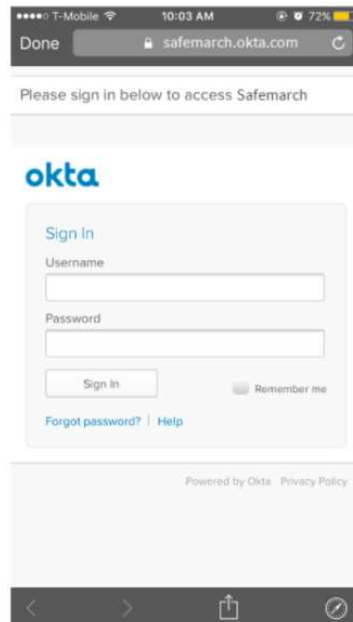 T-Mobile 10:03 AM 72%
Done safemarch.okta.com
Please sign in below to access Safemarch
okta
Sign In
Username
Password
Sign In Remember me
Forgot password? | Help
Powered by Okta Privacy Policy